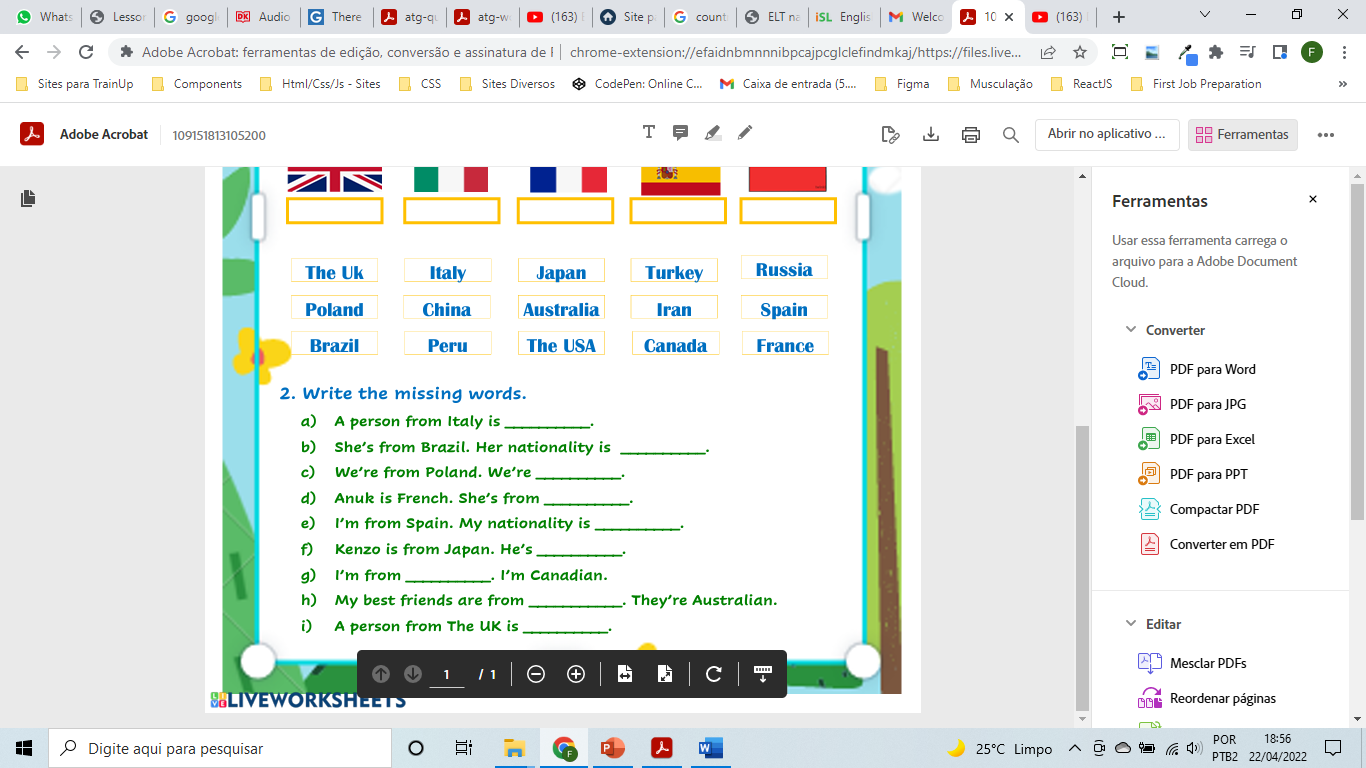 Whats
Lessor
googl
Audio
There
atg-qu
atg-w
(163)
Site p
count
ELT na
iSL English
Welco
10
(163)
Adobe Acrobat: ferramentas de edição, conversão e assinatura de F
chrome-extension://efaidnbmnnnibpcajpcglclefindmkaj/https://files.live...
F
Sites para TrainUp
Components
Html/Css/Js - Sites
CSS
Sites Diversos
CodePen: Online C...
Caixa de entrada (5....
Figma
Musculação
ReactJS
First Job Preparation
»
Adobe Acrobat
109151813105200
Abrir no aplicativo ...
Ferramentas
The Uk Italy Japan Turkey Russia
Poland China Australia Iran Spain
Brazil Peru The USA Canada France
2. Write the missing words.
a) A person from Italy is __________.
b) She's from Brazil. Her nationality is __________.
c) We're from Poland. We're __________.
d) Anuk is French. She's from __________.
e) I'm from Spain. My nationality is __________.
f) Kenzo is from Japan. He's __________.
g) I'm from __________. I'm Canadian.
h) My best friends are from ___________. They're Australian.
i) A person from The UK is __________.
1 / 1
LIVEWORKSHEETS
Ferramentas
Usar essa ferramenta carrega o
arquivo para a Adobe Document
Cloud.
Converter
PDF para Word
PDF para JPG
PDF para Excel
PDF para PPT
Compactar PDF
Converter em PDF
Editar
Mesclar PDFs
Reordenar páginas
Digite aqui para pesquisar
25°C Limpo
POR
PTB2
18:56
22/04/2022